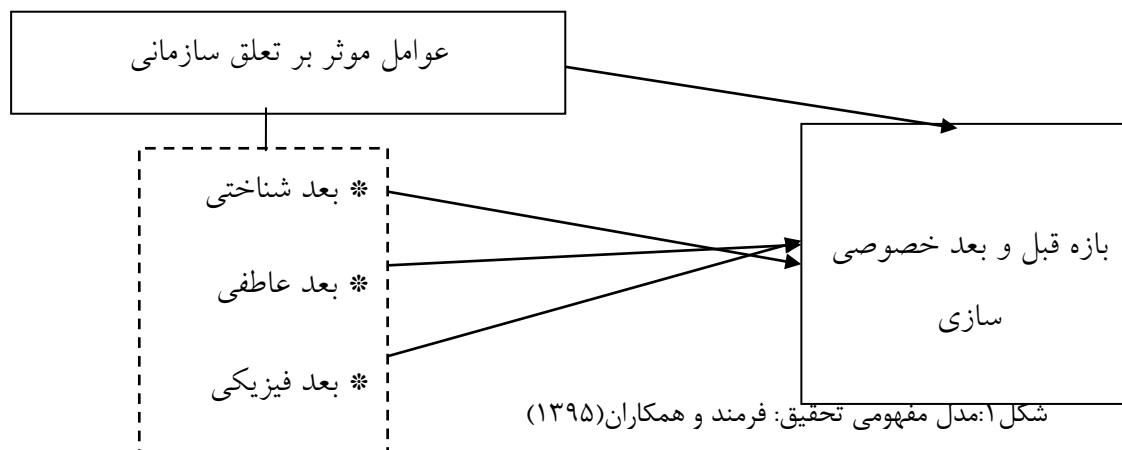 عوامل موثر بر تعلق سازمانی
* بعد شناختی
* بعد عاطفی
* بعد فیزیکی
بازه قبل و بعد خصوصی
سازی
شکل۱:مدل مفهومی تحقیق: فرمند و همکاران(۱۳۹۵)